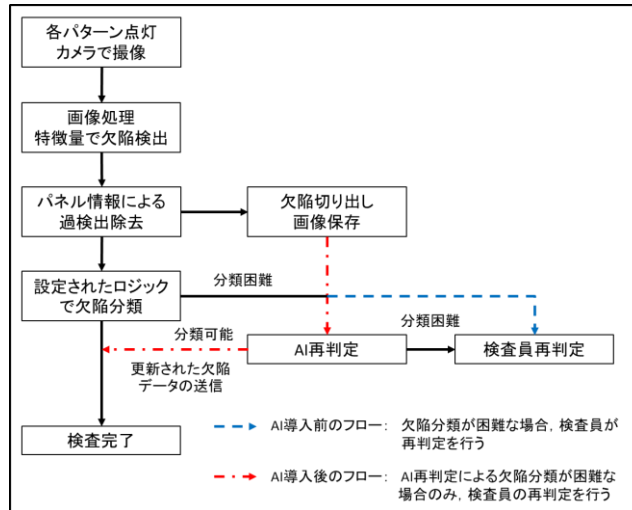 各パターン点灯
カメラで撮像
画像処理
特徴量で欠陥検出
パネル情報による
過検出除去
欠陥切り出し
画像保存
設定されたロジック
で欠陥分類
分類困難
分類可能
AI再判定
分類困難
検査員再判定
更新された欠陥
データの送信
検査完了
AI導入前のフロー： 欠陥分類が困難な場合，検査員が
再判定を行う
AI導入後のフロー： AI再判定による欠陥分類が困難な
場合のみ，検査員の再判定を行う